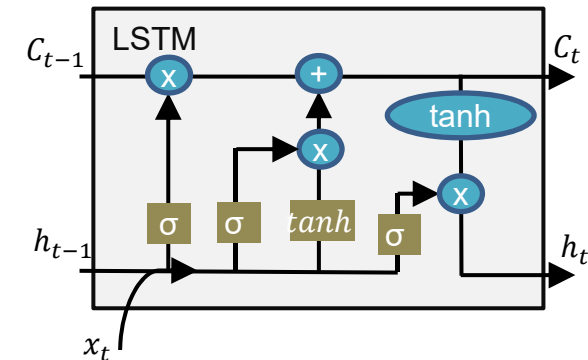 LSTM
C_{t-1}
C_t
x
+
tanh
x
x
σ
σ
tanh
σ
h_{t-1}
h_t
x_t